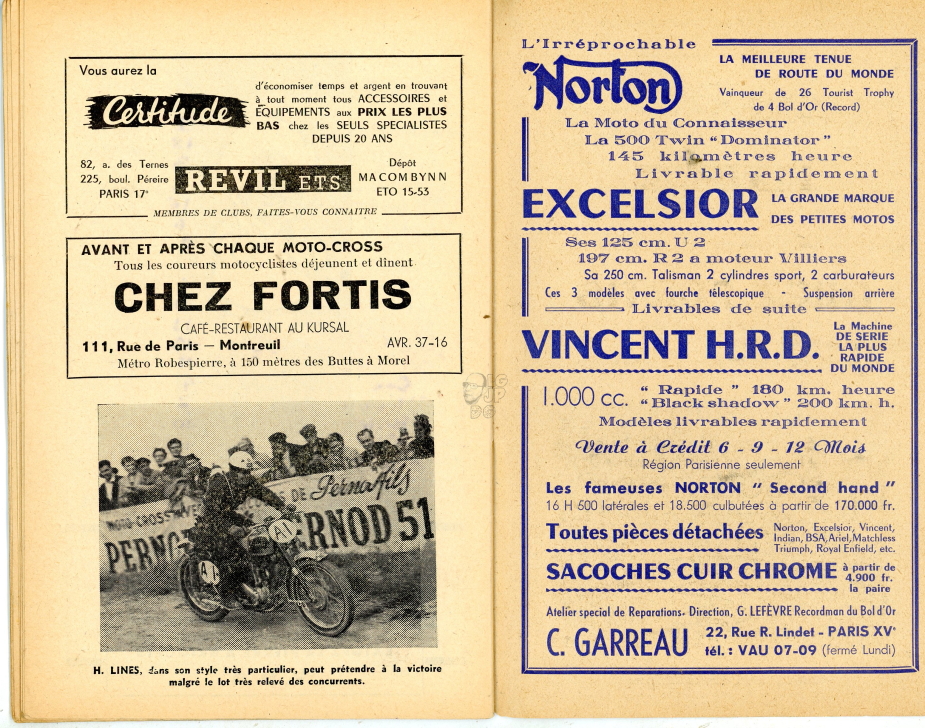 Vous aurez la
Certitude
d'économiser temps et argent en trouvant
à tout moment tous ACCESSOIRES et
EQUIPEMENTS aux PRIX LES PLUS
BAS chez les SEULS SPECIALISTES
DEPUIS 20 ANS
82, a. des Ternes
225, boul. Péreire
PARIS 17e
REVIL ETS
Dépôt
MACOMBYNN
ETO 15-53
MEMBRES DE CLUBS, FAITES-VOUS CONNAITRE
AVANT ET APRÈS CHAQUE MOTO-CROSS
Tous les coureurs motocyclistes déjeunent et dinent
CHEZ FORTIS
CAFÉ-RESTAURANT AU KURSAL
111, Rue de Paris — Montreuil
AVR. 37-16
Métro Robespierre, à 150 mètres des Buttes à Morel
MOTO-CROSS
DE Pernod fils
PERNOD
ERNOD 51
A1
A1
H. LINES, dans son style très particulier, peut prétendre à la victoire
malgré le lot très relevé des concurrents.
L'Irréprochable
Norton
LA MEILLEURE TENUE
DE ROUTE DU MONDE
Vainqueur de 26 Tourist Trophy
de 4 Bol d'Or (Record)
La Moto du Connaisseur
La 500 Twin "Dominator"
145 kilomètres heure
Livrable rapidement
EXCELSIOR
LA GRANDE MARQUE
DES PETITES MOTOS
Ses 125 cm. U 2
197 cm. R 2 a moteur Villiers
Sa 250 cm. Talisman 2 cylindres sport, 2 carburateurs
Ces 3 modèles avec fourche télescopique - Suspension arrière
Livrables de suite
VINCENT H.R.D.
La Machine
DE SERIE
LA PLUS
RAPIDE
DU MONDE
1.000 cc.
" Rapide " 180 km. heure
"Black shadow" 200 km. h.
Modèles livrables rapidement
Vente à Crédit 6 - 9 - 12 Mois
Région Parisienne seulement
Les fameuses NORTON " Second hand "
16 H 500 latérales et 18.500 culbutées à partir de 170.000 fr.
Toutes pièces détachées
Norton, Excelsior, Vincent,
Indian, BSA, Ariel, Matchless
Triumph, Royal Enfield, etc.
SACOCHES CUIR CHROME
à partir de
4.900 fr.
la paire
Atelier special de Reparations. Direction, G. LEFÈVRE Recordman du Bol d'Or
C. GARREAU
22, Rue R. Lindet - PARIS XVe
tél. : VAU 07-09 (fermé Lundi)